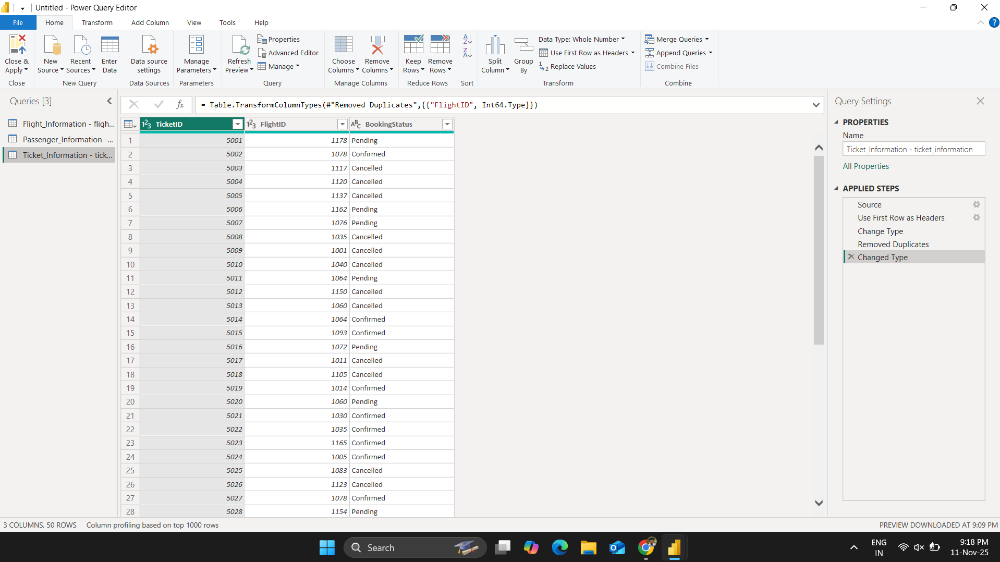 Untitled - Power Query Editor
File Home Transform Add Column View Tools Help
Close & Apply
New Source
Recent Sources
Enter Data
Data source settings
Manage Parameters
Refresh Preview
Properties
Advanced Editor
Manage
Choose Columns
Remove Columns
Keep Rows
Remove Rows
Split Column
Group By
Data Type: Whole Number
Use First Row as Headers
Replace Values
Merge Queries
Append Queries
Combine Files
Close New Query Data Sources Parameters Query Manage Columns Reduce Rows Sort Transform Combine
Queries [3]
Flight_Information - fligh...
Passenger_Information -...
Ticket_Information - tick...
fx = Table.TransformColumnTypes(#"Removed Duplicates",{{"FlightID", Int64.Type}})
TicketID FlightID BookingStatus
1 5001 1178 Pending
2 5002 1078 Confirmed
3 5003 1117 Cancelled
4 5004 1120 Cancelled
5 5005 1137 Cancelled
6 5006 1162 Pending
7 5007 1076 Pending
8 5008 1035 Cancelled
9 5009 1001 Cancelled
10 5010 1040 Cancelled
11 5011 1064 Pending
12 5012 1150 Cancelled
13 5013 1060 Cancelled
14 5014 1064 Confirmed
15 5015 1093 Confirmed
16 5016 1072 Pending
17 5017 1011 Cancelled
18 5018 1105 Cancelled
19 5019 1014 Confirmed
20 5020 1060 Pending
21 5021 1030 Confirmed
22 5022 1035 Confirmed
23 5023 1165 Confirmed
24 5024 1005 Confirmed
25 5025 1083 Cancelled
26 5026 1123 Cancelled
27 5027 1078 Confirmed
28 5028 1154 Pending
Query Settings
PROPERTIES
Name
Ticket_Information - ticket_information
All Properties
APPLIED STEPS
Source
Use First Row as Headers
Change Type
Removed Duplicates
Changed Type
3 COLUMNS, 50 ROWS Column profiling based on top 1000 rows
PREVIEW DOWNLOADED AT 9:09 PM
Search
ENG
IN
9:18 PM
11-Nov-25